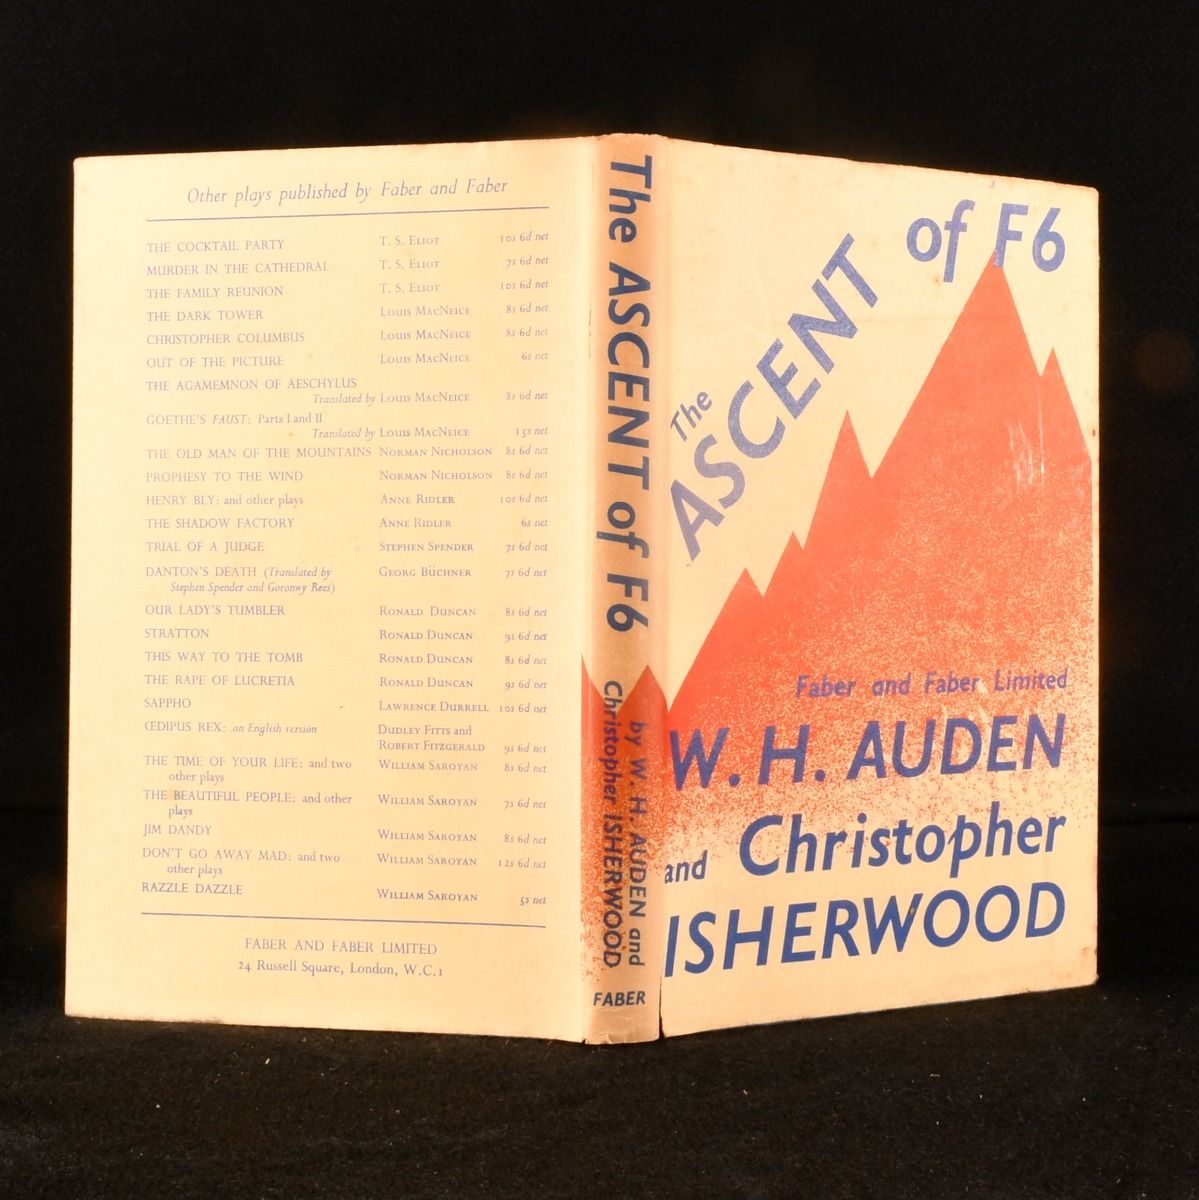 Other plays published by Faber and Faber
THE COCKTAIL PARTY T. S. ELIOT 10s 6d net
MURDER IN THE CATHEDRAL T. S. ELIOT 7s 6d net
THE FAMILY REUNION T. S. ELIOT 10s 6d net
THE DARK TOWER LOUIS MACNEICE 8s 6d net
CHRISTOPHER COLUMBUS LOUIS MACNEICE 8s 6d net
OUT OF THE PICTURE LOUIS MACNEICE 6s net
THE AGAMEMNON OF AESCHYLUS
Translated by LOUIS MACNEICE 8s 6d net
GOETHE'S FAUST: Parts I and II
Translated by LOUIS MACNEICE 15s net
THE OLD MAN OF THE MOUNTAINS NORMAN NICHOLSON 8s 6d net
PROPHESY TO THE WIND NORMAN NICHOLSON 8s 6d net
HENRY BLY: and other plays ANNE RIDLER 10s 6d net
THE SHADOW FACTORY ANNE RIDLER 6s net
TRIAL OF A JUDGE STEPHEN SPENDER 7s 6d net
DANTON'S DEATH (Translated by GEORG BÜCHNER 7s 6d net
Stephen Spender and Goronwy Rees)
OUR LADY'S TUMBLER RONALD DUNCAN 8s 6d net
STRATTON RONALD DUNCAN 9s 6d net
THIS WAY TO THE TOMB RONALD DUNCAN 8s 6d net
THE RAPE OF LUCRETIA RONALD DUNCAN 9s 6d net
SAPPHO LAWRENCE DURRELL 10s 6d net
ŒDIPUS REX: an English version DUDLEY FITTS and
ROBERT FITZGERALD 9s 6d net
THE TIME OF YOUR LIFE: and two WILLIAM SAROYAN 8s 6d net
other plays
THE BEAUTIFUL PEOPLE: and other WILLIAM SAROYAN 7s 6d net
plays
JIM DANDY WILLIAM SAROYAN 8s 6d net
DON'T GO AWAY MAD: and two WILLIAM SAROYAN 12s 6d net
other plays
RAZZLE DAZZLE WILLIAM SAROYAN 5s net
FABER AND FABER LIMITED
24 Russell Square, London, W.C.1
The ASCENT of F6
by W. H. AUDEN and
Christopher ISHERWOOD
FABER
The
ASCENT of F6
Faber and Faber Limited
W. H. AUDEN
and Christopher
ISHERWOOD